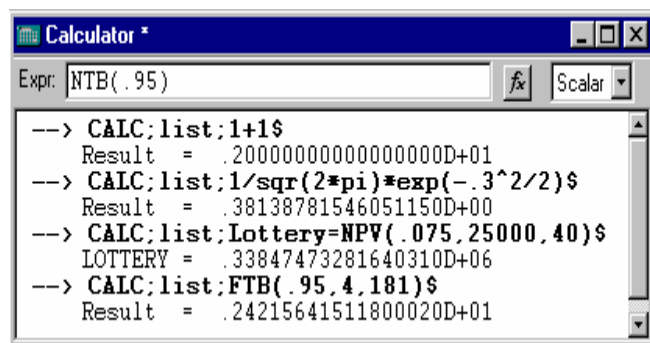 Calculator *
Expr: NTB(.95) fx Scalar
--> CALC;list;1+1$
Result = .20000000000000000D+01
--> CALC;list;1/sqr(2*pi)*exp(-.3^2/2)$
Result = .38138781546051150D+00
--> CALC;list;Lottery=NPV(.075,25000,40)$
LOTTERY = .33847473281640310D+06
--> CALC;list;FTB(.95,4,181)$
Result = .24215641511800020D+01